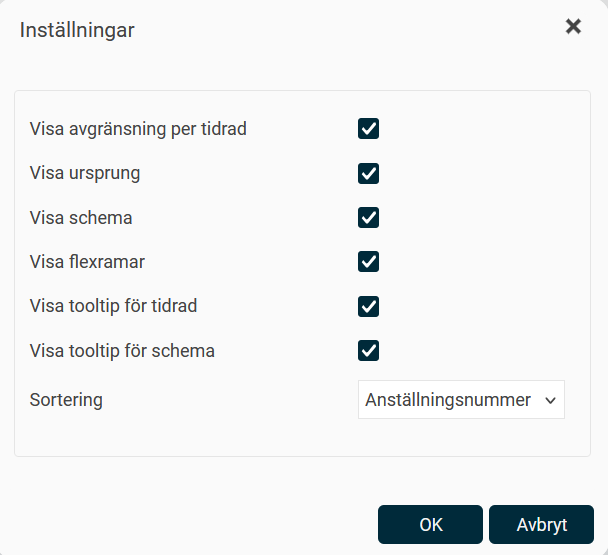 Inställningar
Visa avgränsning per tidrad
Visa ursprung
Visa schema
Visa flexramar
Visa tooltip för tidrad
Visa tooltip för schema
Sortering Anställningsnummer
OK Avbryt